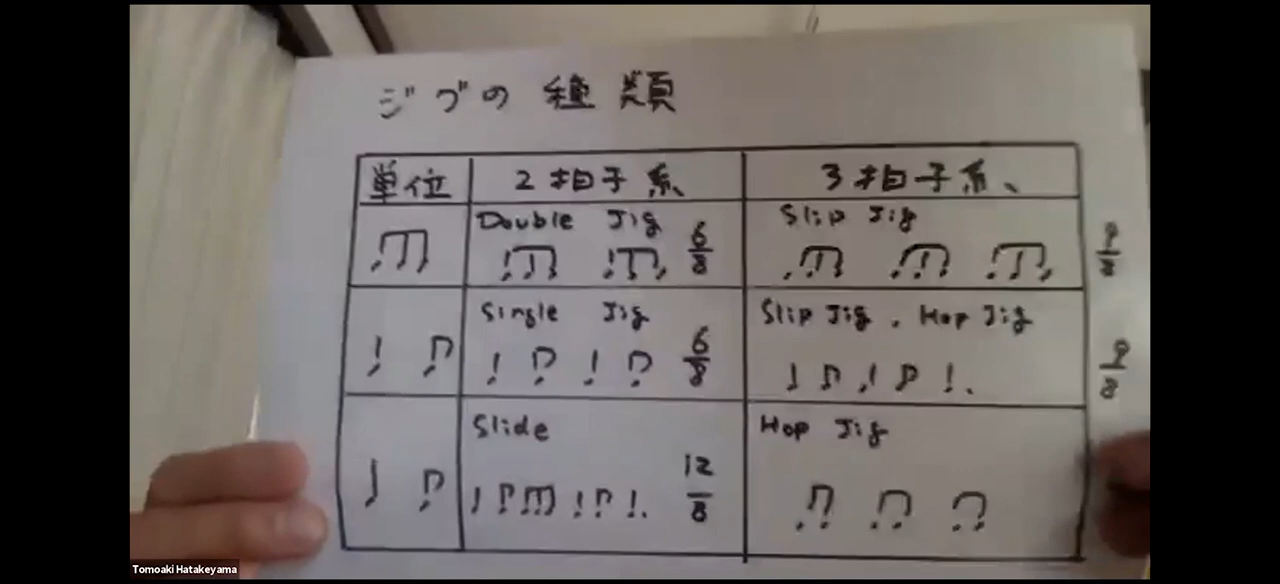 ジグの 種類
単位 2拍子系 3拍子系
Double Jig 6/8 Slip Jig 9/8
Single Jig 6/8 Slip Jig, Hop Jig 9/8
Slide 12/8 Hop Jig
Tomoaki Hatakeyama